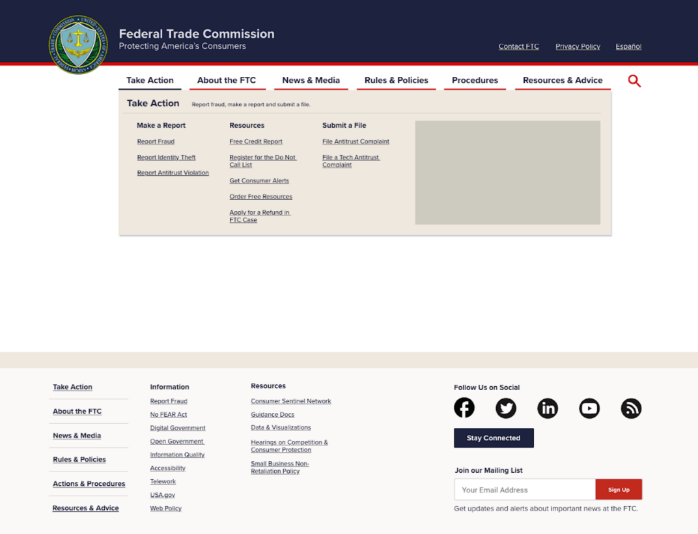 Federal Trade Commission
Protecting America's Consumers
Contact FTC Privacy Policy Español
Take Action About the FTC News & Media Rules & Policies Procedures Resources & Advice
Take Action Report fraud, make a report and submit a file.
Make a Report
Report Fraud
Report Identity Theft
Report Antitrust Violation
Resources
Free Credit Report
Register for the Do Not
Call List
Get Consumer Alerts
Order Free Resources
Apply for a Refund in
FTC Case
Submit a File
File Antitrust Complaint
File a Tech Antitrust
Complaint
Take Action
About the FTC
News & Media
Rules & Policies
Actions & Procedures
Resources & Advice
Information
Report Fraud
No FEAR Act
Digital Government
Open Government
Information Quality
Accessibility
Telework
USA.gov
Web Policy
Resources
Consumer Sentinel Network
Guidance Docs
Data & Visualizations
Hearings on Competition &
Consumer Protection
Small Business Non-
Retaliation Policy
Follow Us on Social
Stay Connected
Join our Mailing List
Your Email Address Sign Up
Get updates and alerts about important news at the FTC.